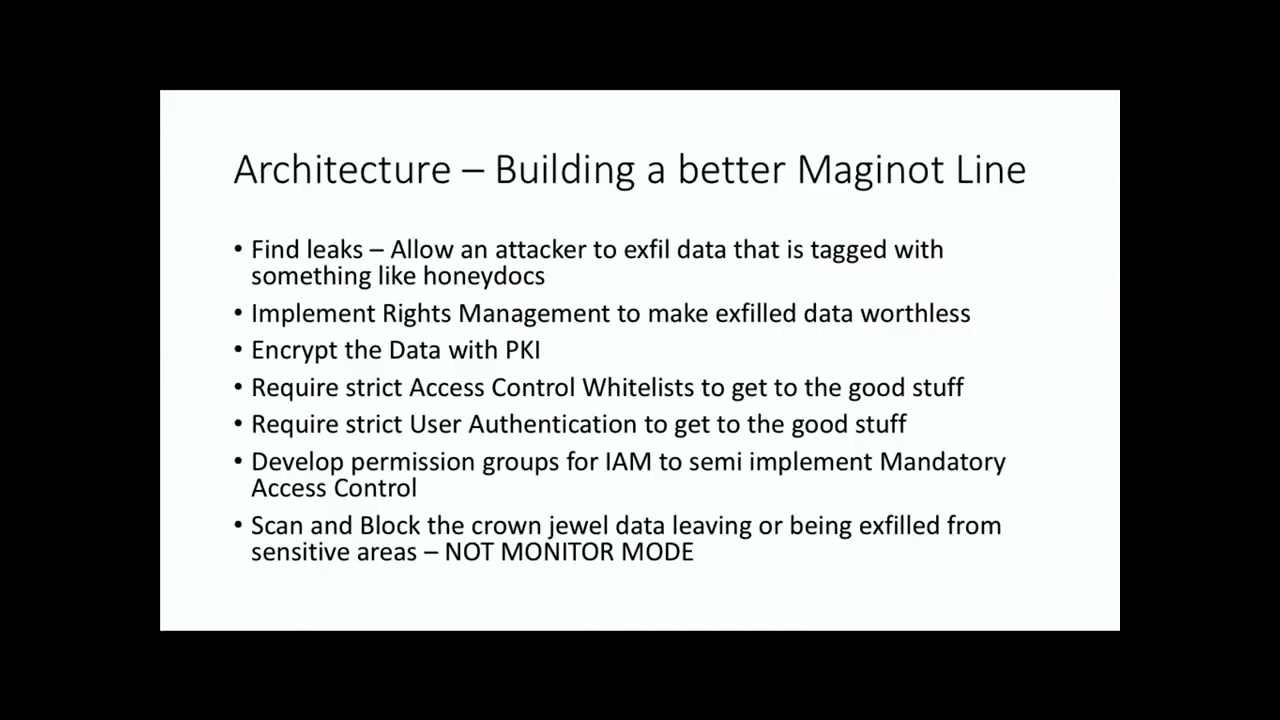 Architecture – Building a better Maginot Line
• Find leaks – Allow an attacker to exfil data that is tagged with
something like honeydocs
• Implement Rights Management to make exfilled data worthless
• Encrypt the Data with PKI
• Require strict Access Control Whitelists to get to the good stuff
• Require strict User Authentication to get to the good stuff
• Develop permission groups for IAM to semi implement Mandatory
Access Control
• Scan and Block the crown jewel data leaving or being exfilled from
sensitive areas – NOT MONITOR MODE